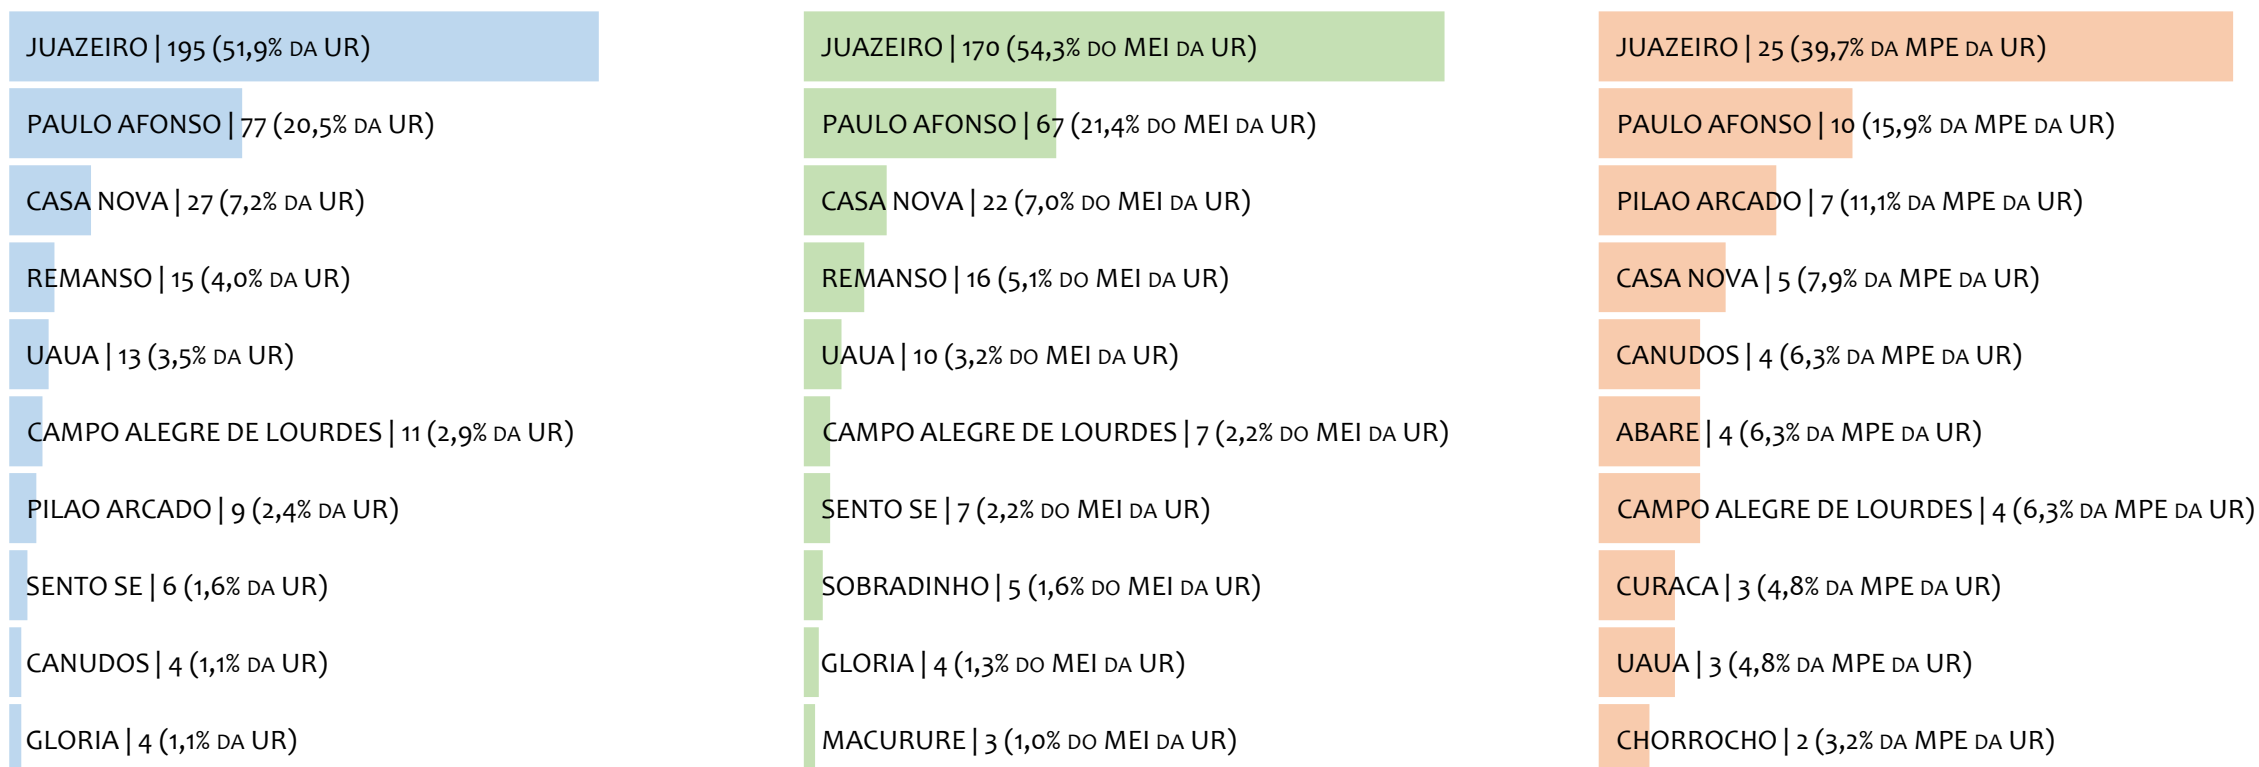 JUAZEIRO | 195 (51,9% DA UR)
PAULO AFONSO | 77 (20,5% DA UR)
CASA NOVA | 27 (7,2% DA UR)
REMANSO | 15 (4,0% DA UR)
UAUA | 13 (3,5% DA UR)
CAMPO ALEGRE DE LOURDES | 11 (2,9% DA UR)
PILAO ARCADO | 9 (2,4% DA UR)
SENTO SE | 6 (1,6% DA UR)
CANUDOS | 4 (1,1% DA UR)
GLORIA | 4 (1,1% DA UR)
JUAZEIRO | 170 (54,3% DO MEI DA UR)
PAULO AFONSO | 67 (21,4% DO MEI DA UR)
CASA NOVA | 22 (7,0% DO MEI DA UR)
REMANSO | 16 (5,1% DO MEI DA UR)
UAUA | 10 (3,2% DO MEI DA UR)
CAMPO ALEGRE DE LOURDES | 7 (2,2% DO MEI DA UR)
SENTO SE | 7 (2,2% DO MEI DA UR)
SOBRADINHO | 5 (1,6% DO MEI DA UR)
GLORIA | 4 (1,3% DO MEI DA UR)
MACURURE | 3 (1,0% DO MEI DA UR)
JUAZEIRO | 25 (39,7% DA MPE DA UR)
PAULO AFONSO | 10 (15,9% DA MPE DA UR)
PILAO ARCADO | 7 (11,1% DA MPE DA UR)
CASA NOVA | 5 (7,9% DA MPE DA UR)
CANUDOS | 4 (6,3% DA MPE DA UR)
ABARE | 4 (6,3% DA MPE DA UR)
CAMPO ALEGRE DE LOURDES | 4 (6,3% DA MPE DA UR)
CURACA | 3 (4,8% DA MPE DA UR)
UAUA | 3 (4,8% DA MPE DA UR)
CHORROCHO | 2 (3,2% DA MPE DA UR)